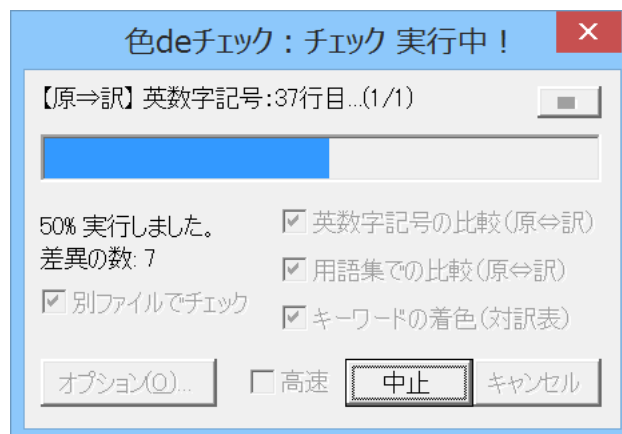 色deチェック：チェック 実行中！
【原⇒訳】英数字記号:37行目...(1/1)
50% 実行しました。
差異の数: 7
別ファイルでチェック
英数字記号の比較(原⇔訳)
用語集での比較(原⇔訳)
キーワードの着色(対訳表)
オプション(O)...
高速
中止
キャンセル